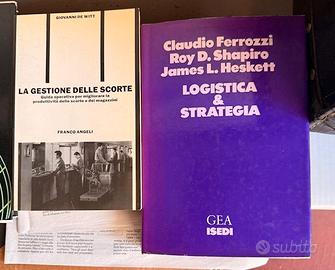 GIOVANNI DE WITT
LA GESTIONE DELLE SCORTE
Guida operativa per migliorare la
produttività delle scorte e dei magazzini
FRANCO ANGELI
Claudio Ferrozzi
Roy D. Shapiro
James L. Heskett
LOGISTICA
& STRATEGIA
GEA
ISEDI
subito